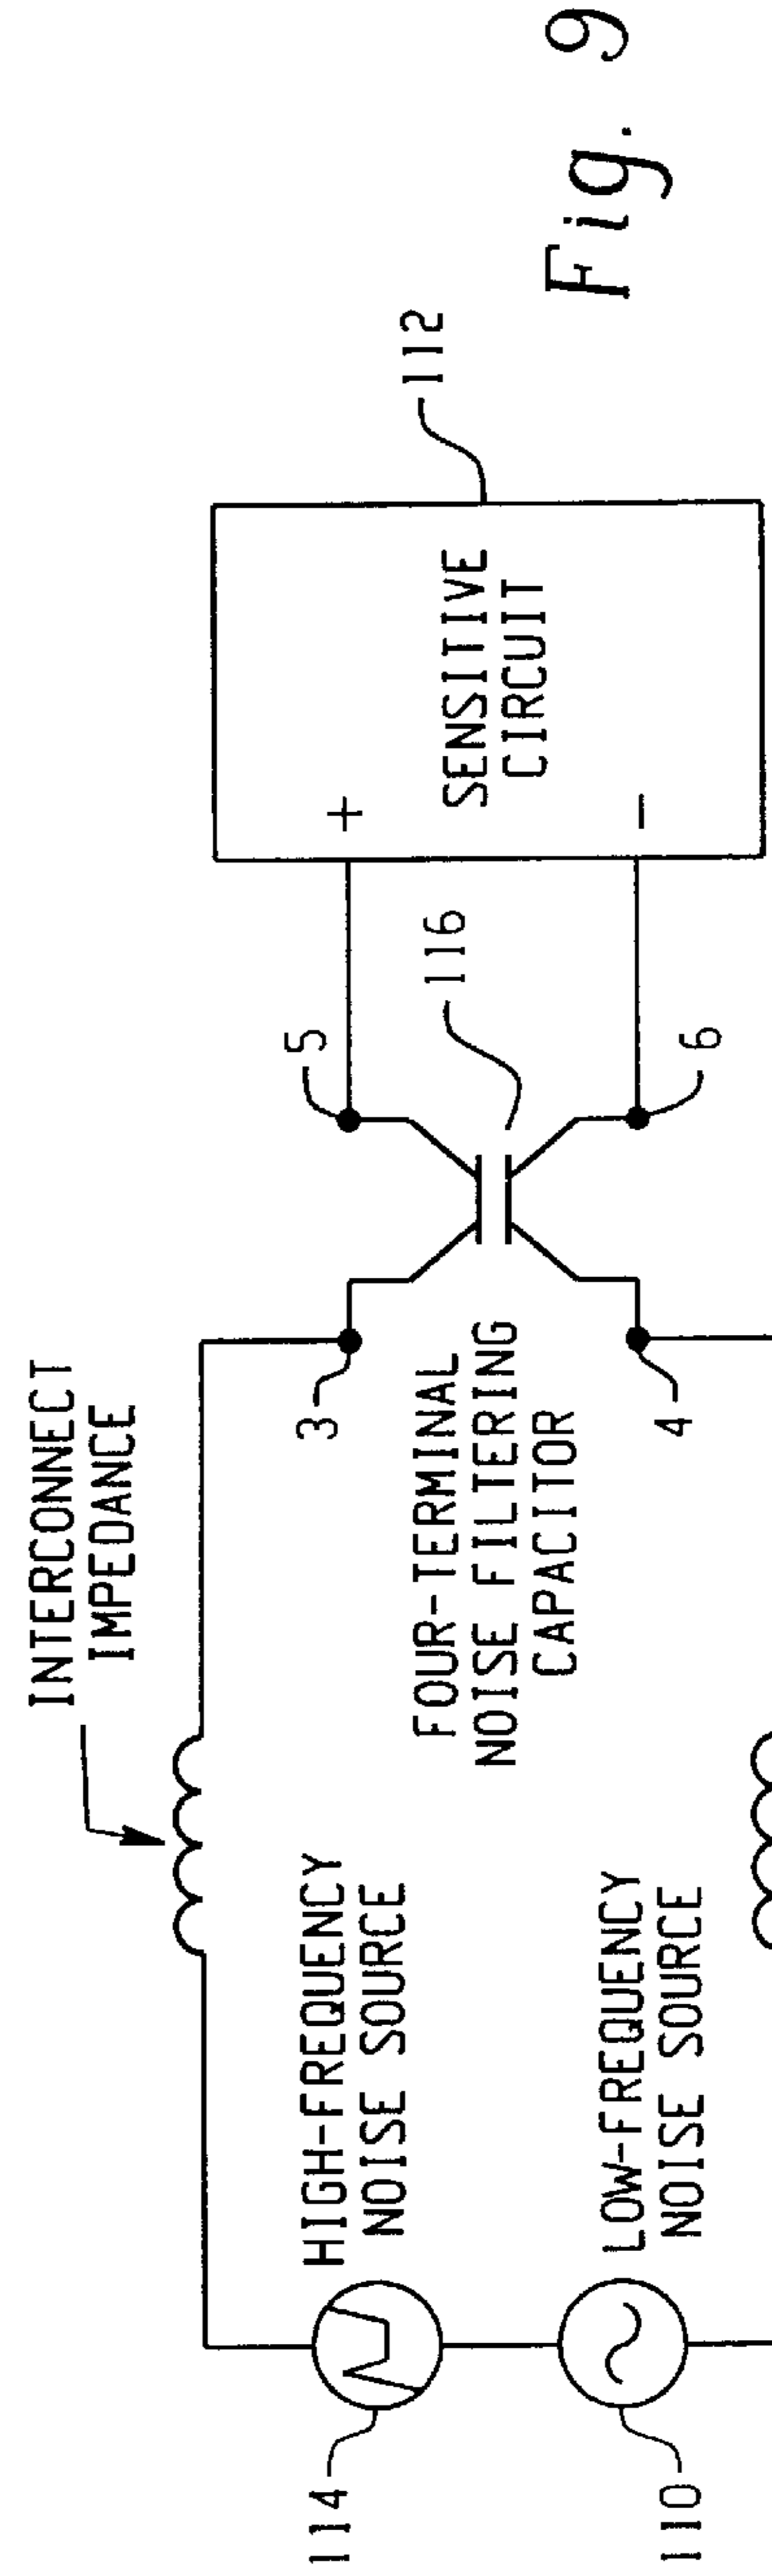 INTERCONNECT
IMPEDANCE
114
HIGH-FREQUENCY
NOISE SOURCE
3
5
FOUR-TERMINAL
NOISE FILTERING
CAPACITOR
116
+
SENSITIVE
CIRCUIT
−
112
110
LOW-FREQUENCY
NOISE SOURCE
4
6
Fig. 9